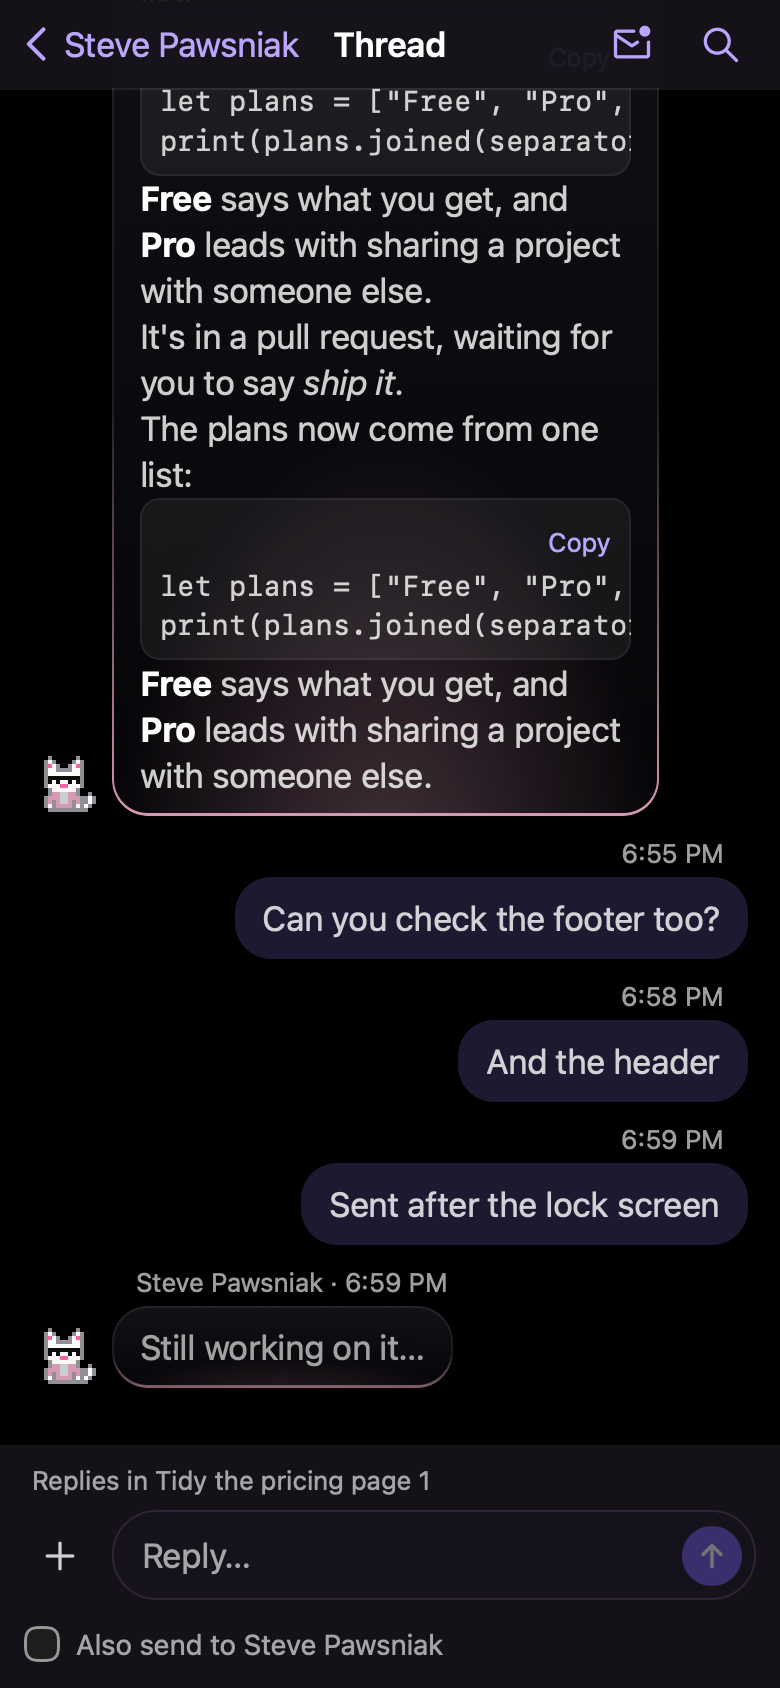 Steve Pawsniak Thread
Copy
let plans = ["Free", "Pro",
print(plans.joined(separator
Free says what you get, and
Pro leads with sharing a project
with someone else.
It's in a pull request, waiting for
you to say ship it.
The plans now come from one
list:
Copy
let plans = ["Free", "Pro",
print(plans.joined(separator
Free says what you get, and
Pro leads with sharing a project
with someone else.
6:55 PM
Can you check the footer too?
6:58 PM
And the header
6:59 PM
Sent after the lock screen
Steve Pawsniak · 6:59 PM
Still working on it...
Replies in Tidy the pricing page 1
Reply...
Also send to Steve Pawsniak